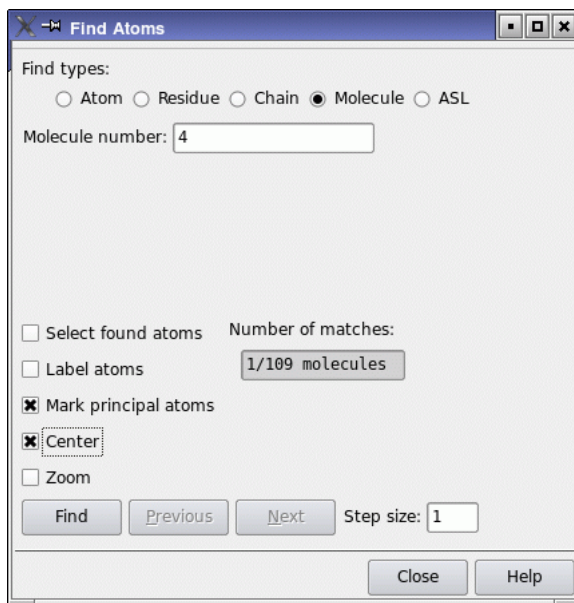 Find Atoms
Find types:
Atom Residue Chain Molecule ASL
Molecule number: 4
Select found atoms Number of matches:
Label atoms 1/109 molecules
Mark principal atoms
Center
Zoom
Find Previous Next Step size: 1
Close Help